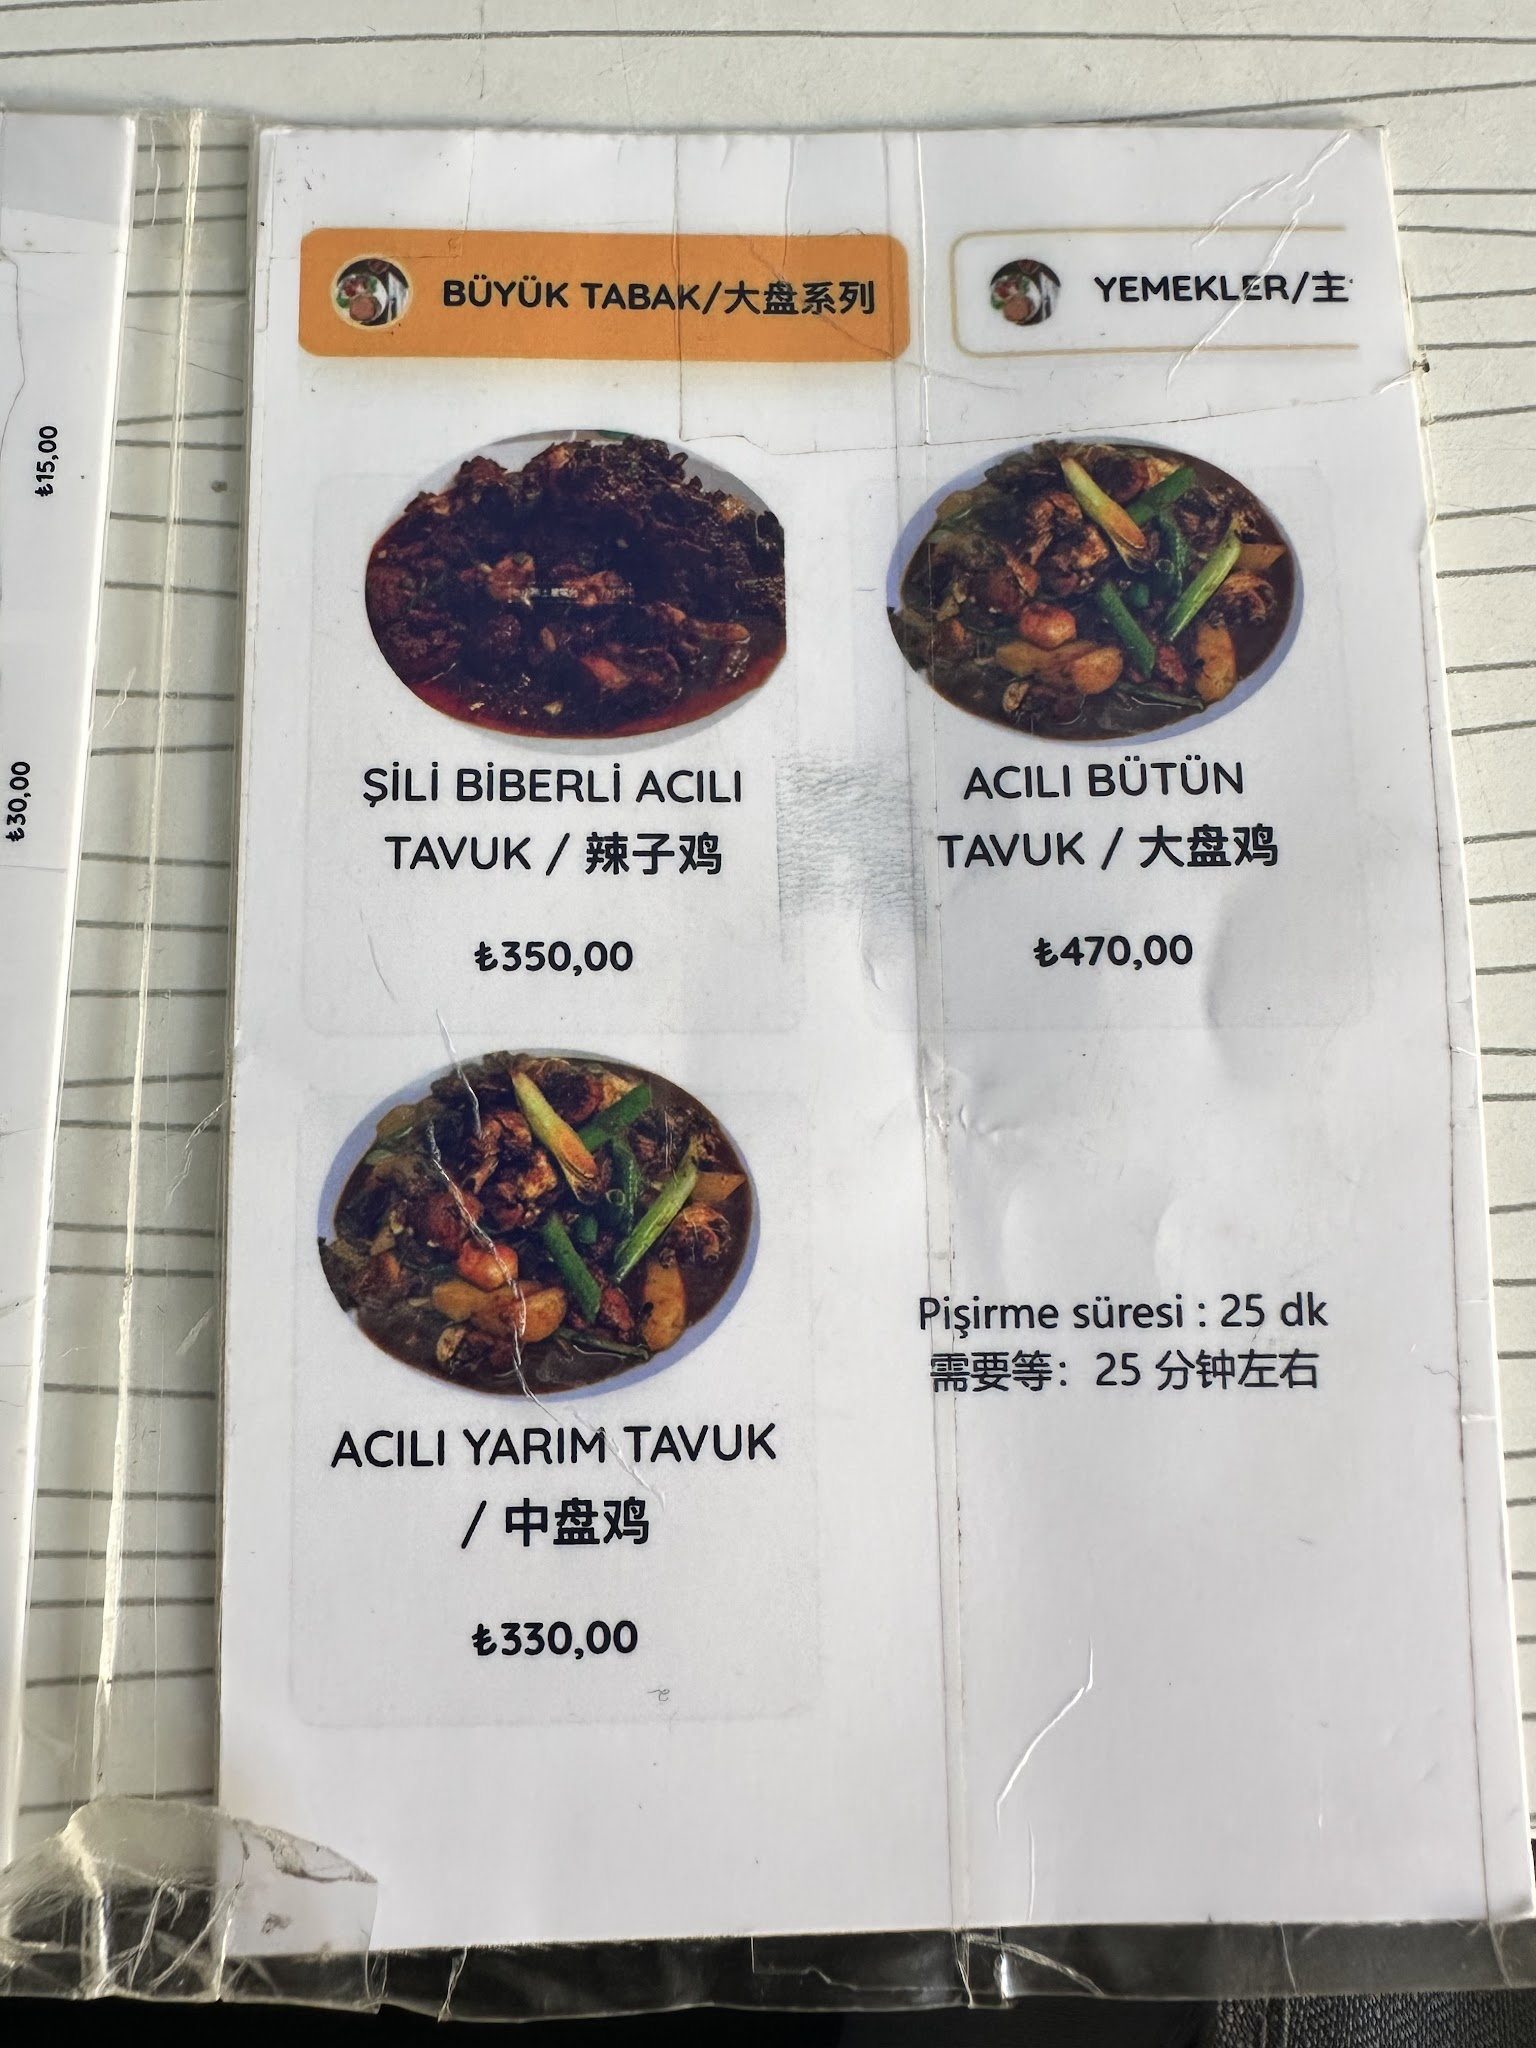 ₺15,00
₺30,00
BÜYÜK TABAK/大盘系列
YEMEKLER/主
ŞİLİ BİBERLİ ACILI
TAVUK / 辣子鸡
₺350,00
ACILI BÜTÜN
TAVUK / 大盘鸡
₺470,00
ACILI YARIM TAVUK
/ 中盘鸡
₺330,00
Pişirme süresi : 25 dk
需要等：25 分钟左右